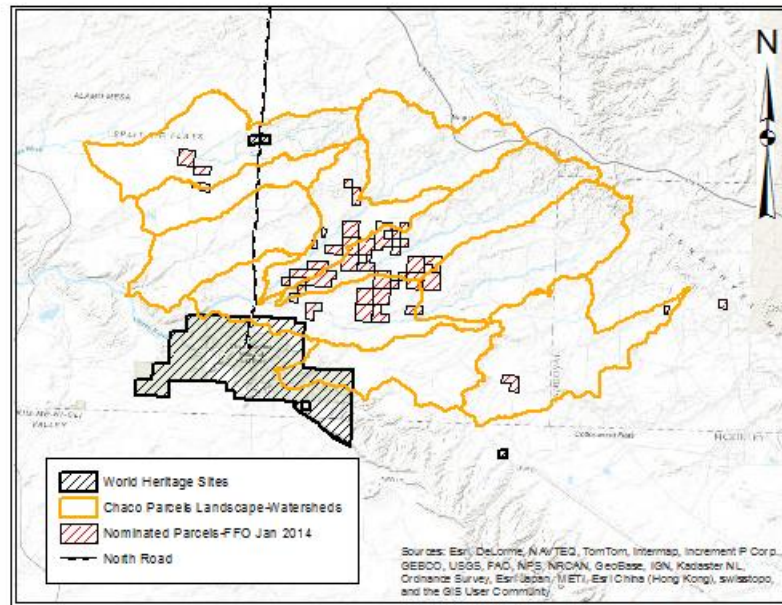 N
ALAMO MESA
World Heritage Sites
Chaco Parcels Landscape-Watersheds
Nominated Parcels-FFO Jan 2014
North Road
VALLEY
Sources: Esri, DeLorme, NAVTEQ, TomTom, Intermap, Increment P Corp.,
GEBCO, USGS, FAO, NPS, NRCAN, GeoBase, IGN, Kadaster NL,
Ordnance Survey, Esri Japan, METI, Esri China (Hong Kong), swisstopo,
and the GIS User Community